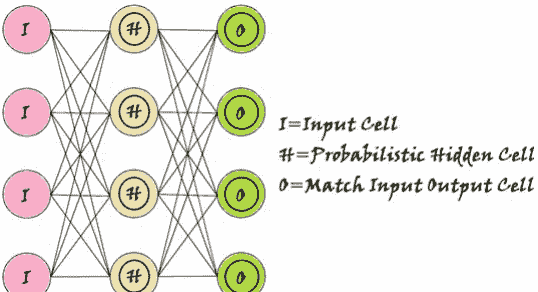 I H O
I H O
I=Input Cell
H=Probabilistic Hidden Cell
O=Match Input Output Cell
I H O
I H O